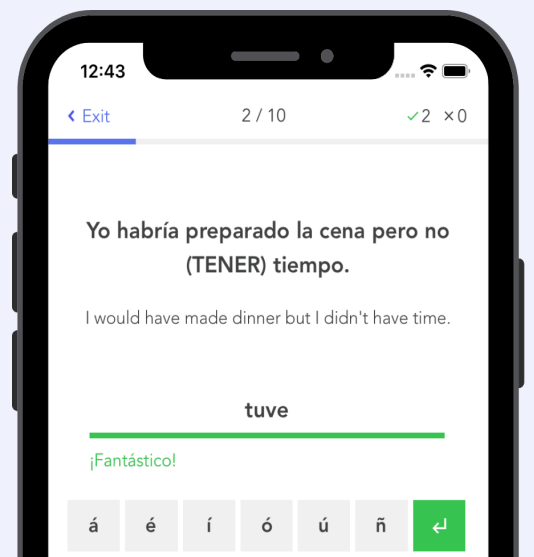 12:43
‹ Exit 2 / 10 ✓2 ×0
Yo habría preparado la cena pero no
(TENER) tiempo.
I would have made dinner but I didn't have time.
tuve
¡Fantástico!
á é í ó ú ñ ↵